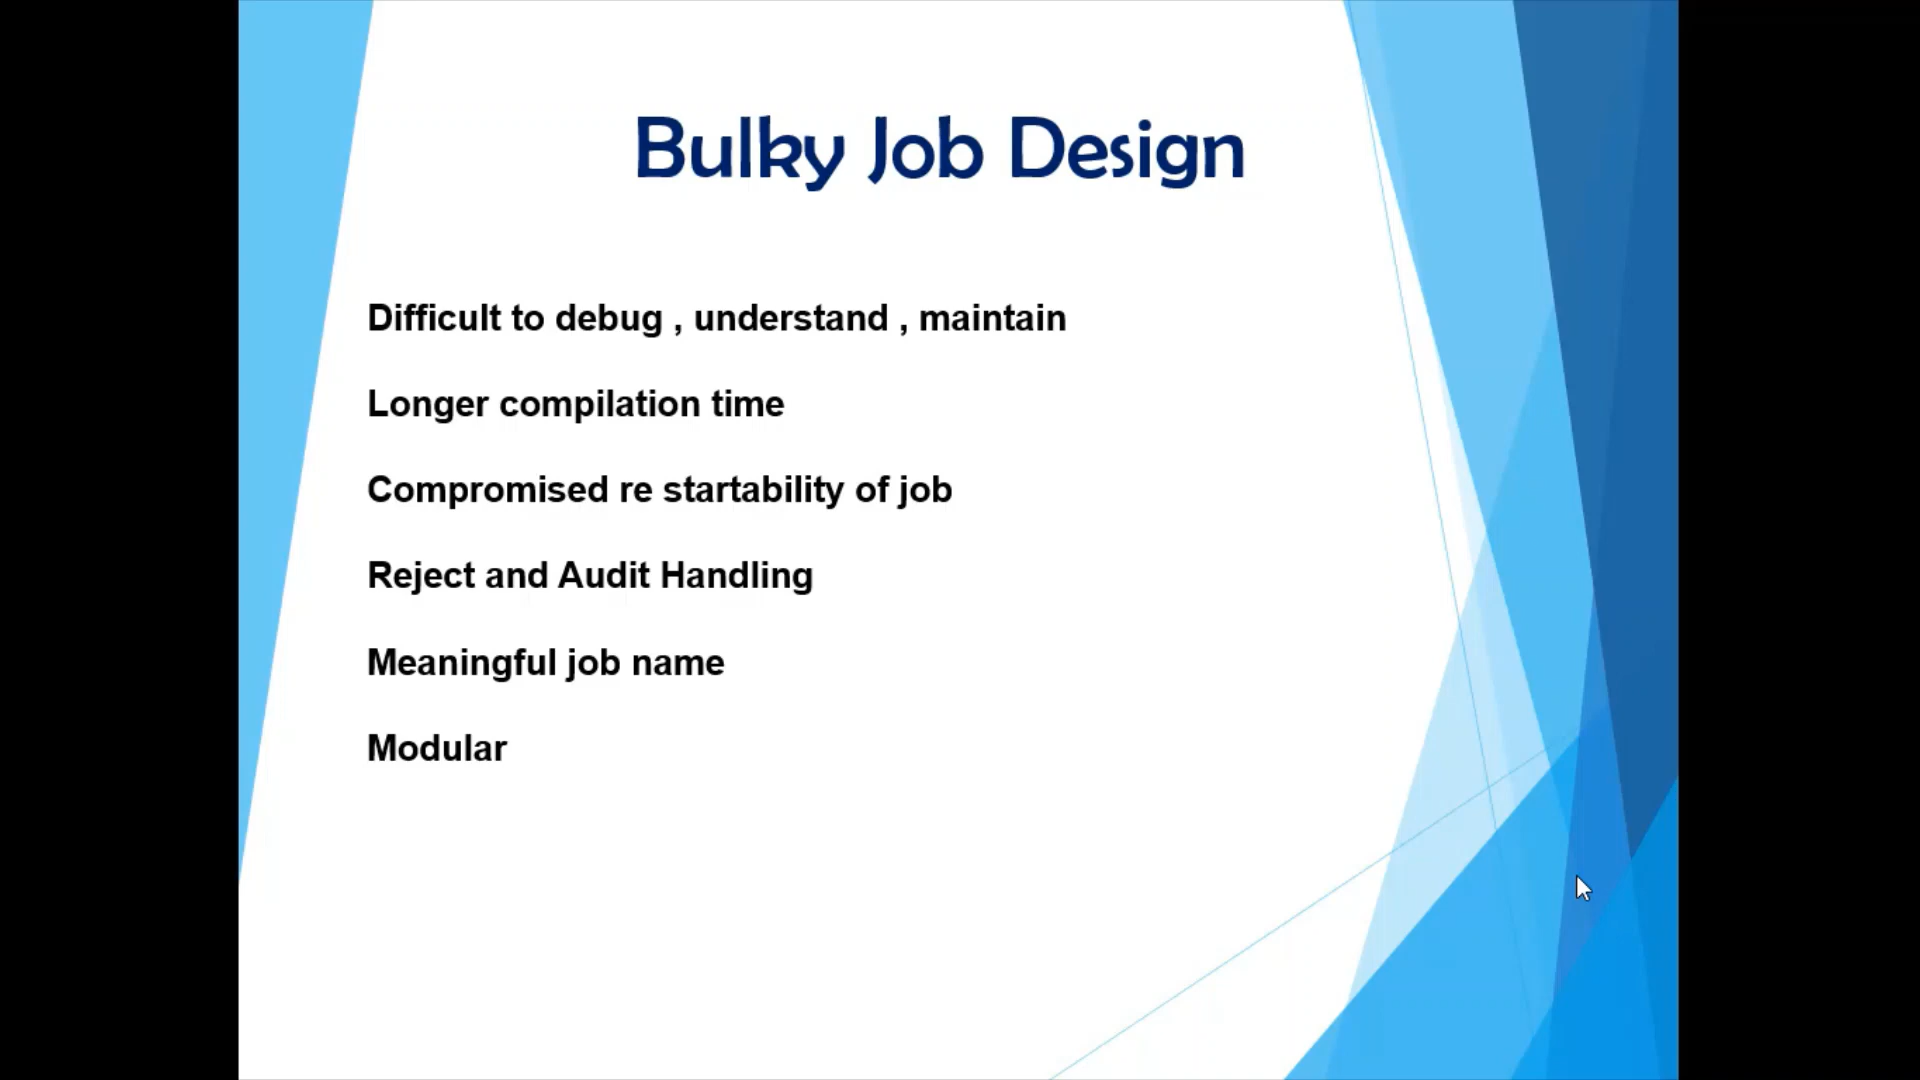 Bulky Job Design
Difficult to debug , understand , maintain
Longer compilation time
Compromised re startability of job
Reject and Audit Handling
Meaningful job name
Modular